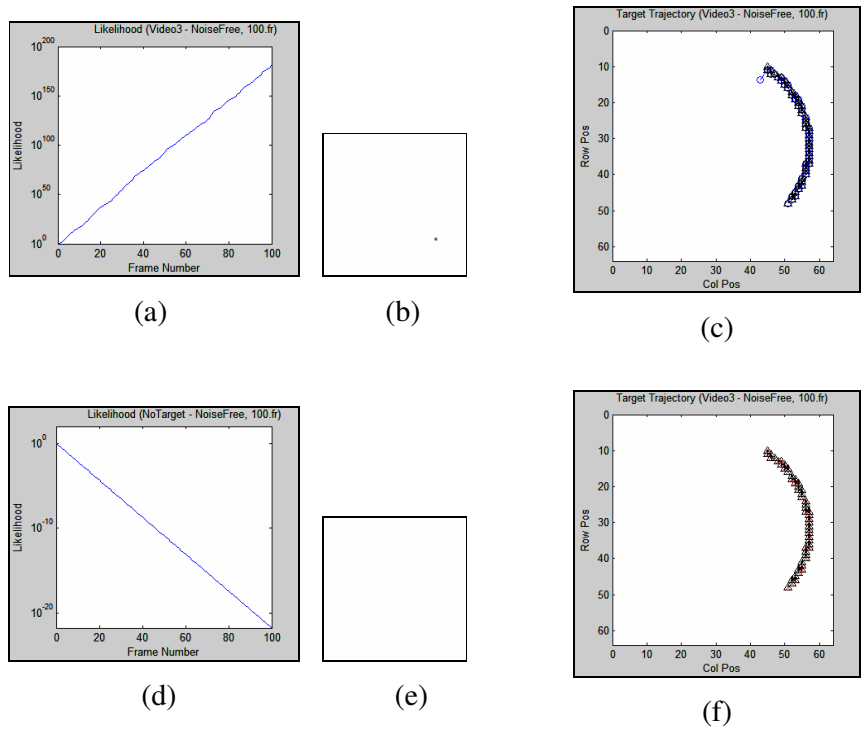 Likelihood (Video3 - NoiseFree, 100.fr)
10^200
10^150
10^100
10^50
10^0
Likelihood
0 20 40 60 80 100
Frame Number
(a)
(b)
Target Trajectory (Video3 - NoiseFree, 100.fr)
0
10
20
30
40
50
60
Row Pos
0 10 20 30 40 50 60
Col Pos
(c)
Likelihood (NoTarget - NoiseFree, 100.fr)
10^0
10^-10
10^-20
Likelihood
0 20 40 60 80 100
Frame Number
(d)
(e)
Target Trajectory (Video3 - NoiseFree, 100.fr)
0
10
20
30
40
50
60
Row Pos
0 10 20 30 40 50 60
Col Pos
(f)